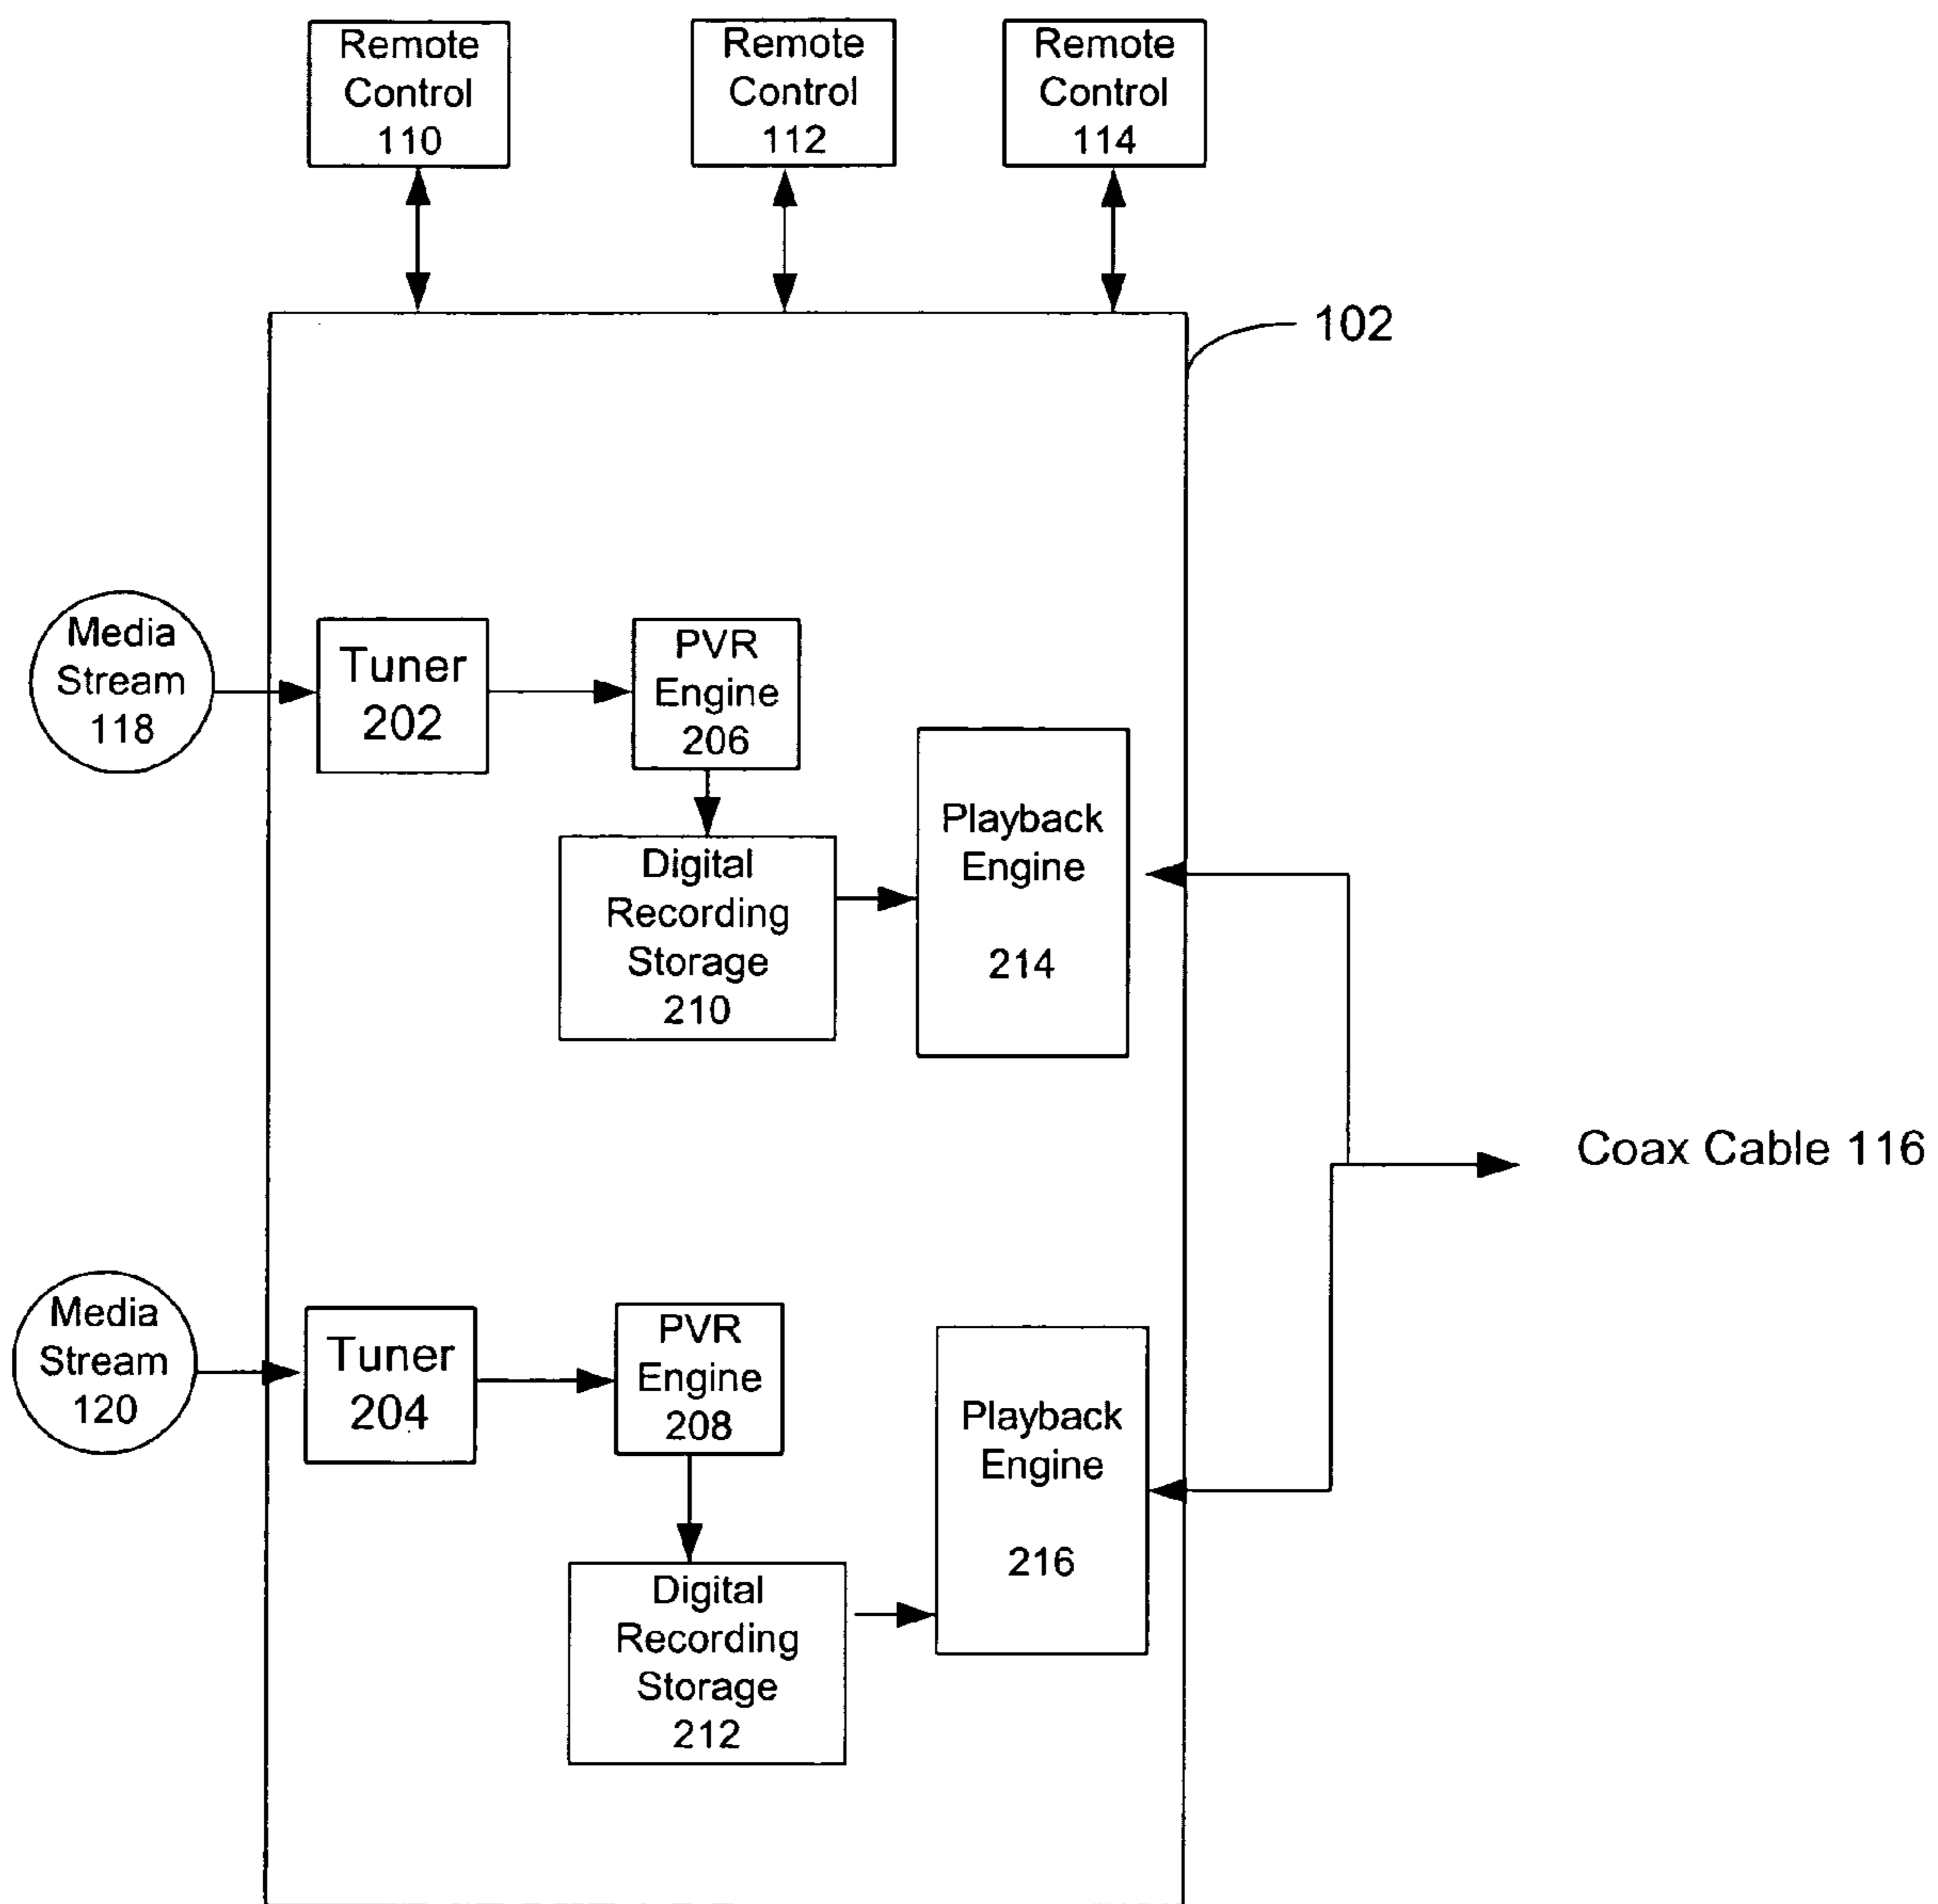 Remote
Control
110
Remote
Control
112
Remote
Control
114
102
Media
Stream
118
Tuner
202
PVR
Engine
206
Digital
Recording
Storage
210
Playback
Engine
214
Coax Cable 116
Media
Stream
120
Tuner
204
PVR
Engine
208
Digital
Recording
Storage
212
Playback
Engine
216